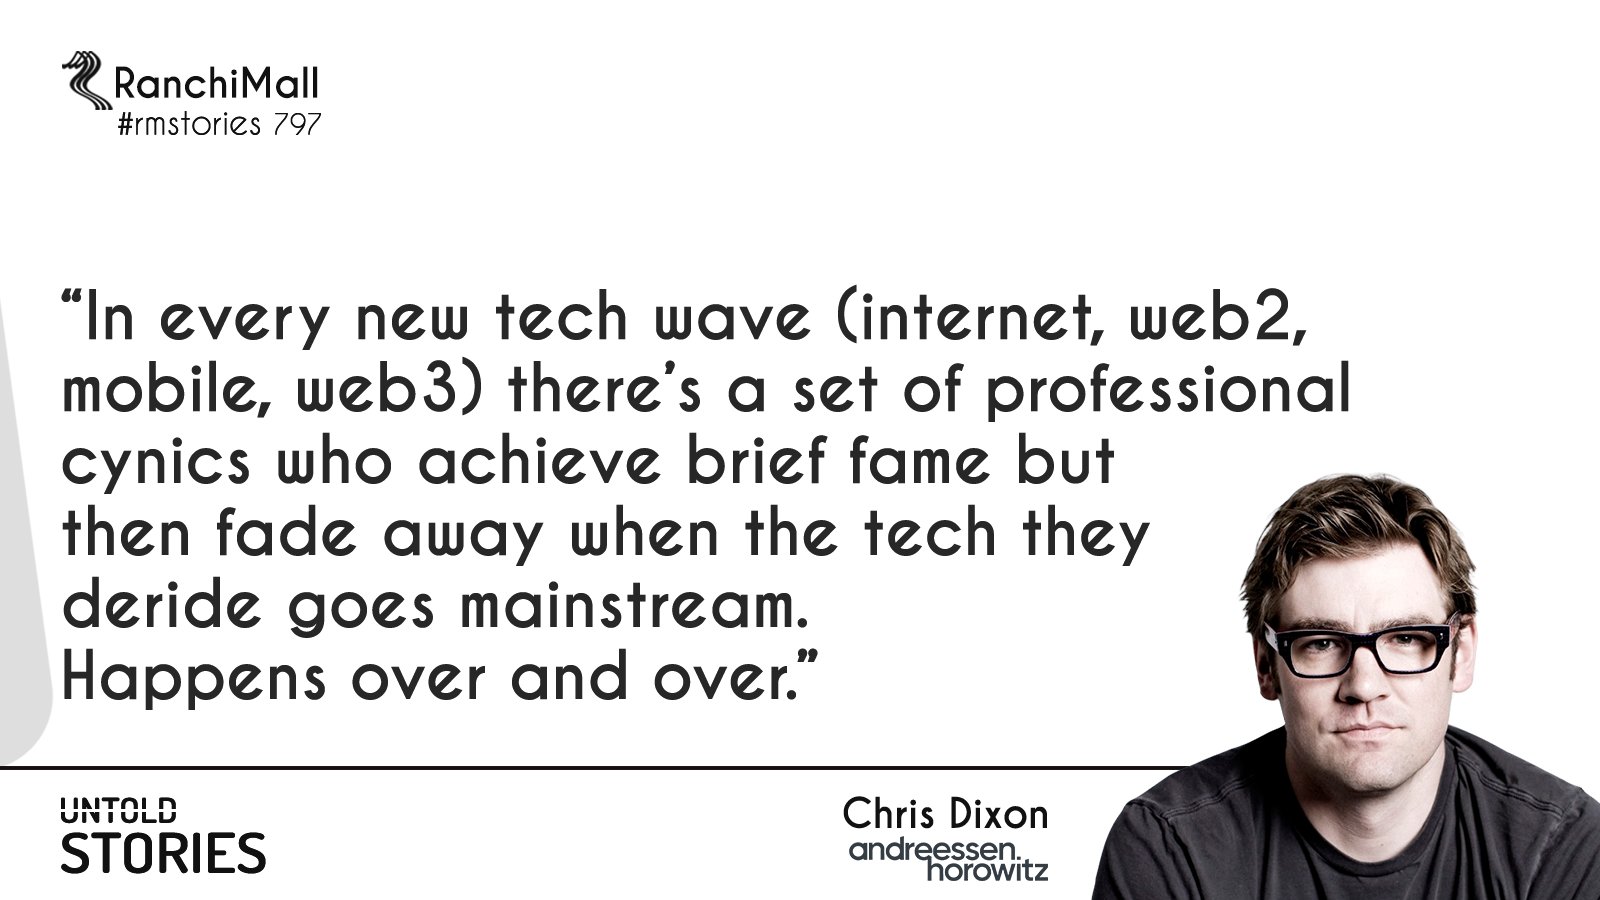 RanchiMall
#rmstories 797
“In every new tech wave (internet, web2,
mobile, web3) there’s a set of professional
cynics who achieve brief fame but
then fade away when the tech they
deride goes mainstream.
Happens over and over.”
UNTOLD
STORIES
Chris Dixon
andreessen.
horowitz